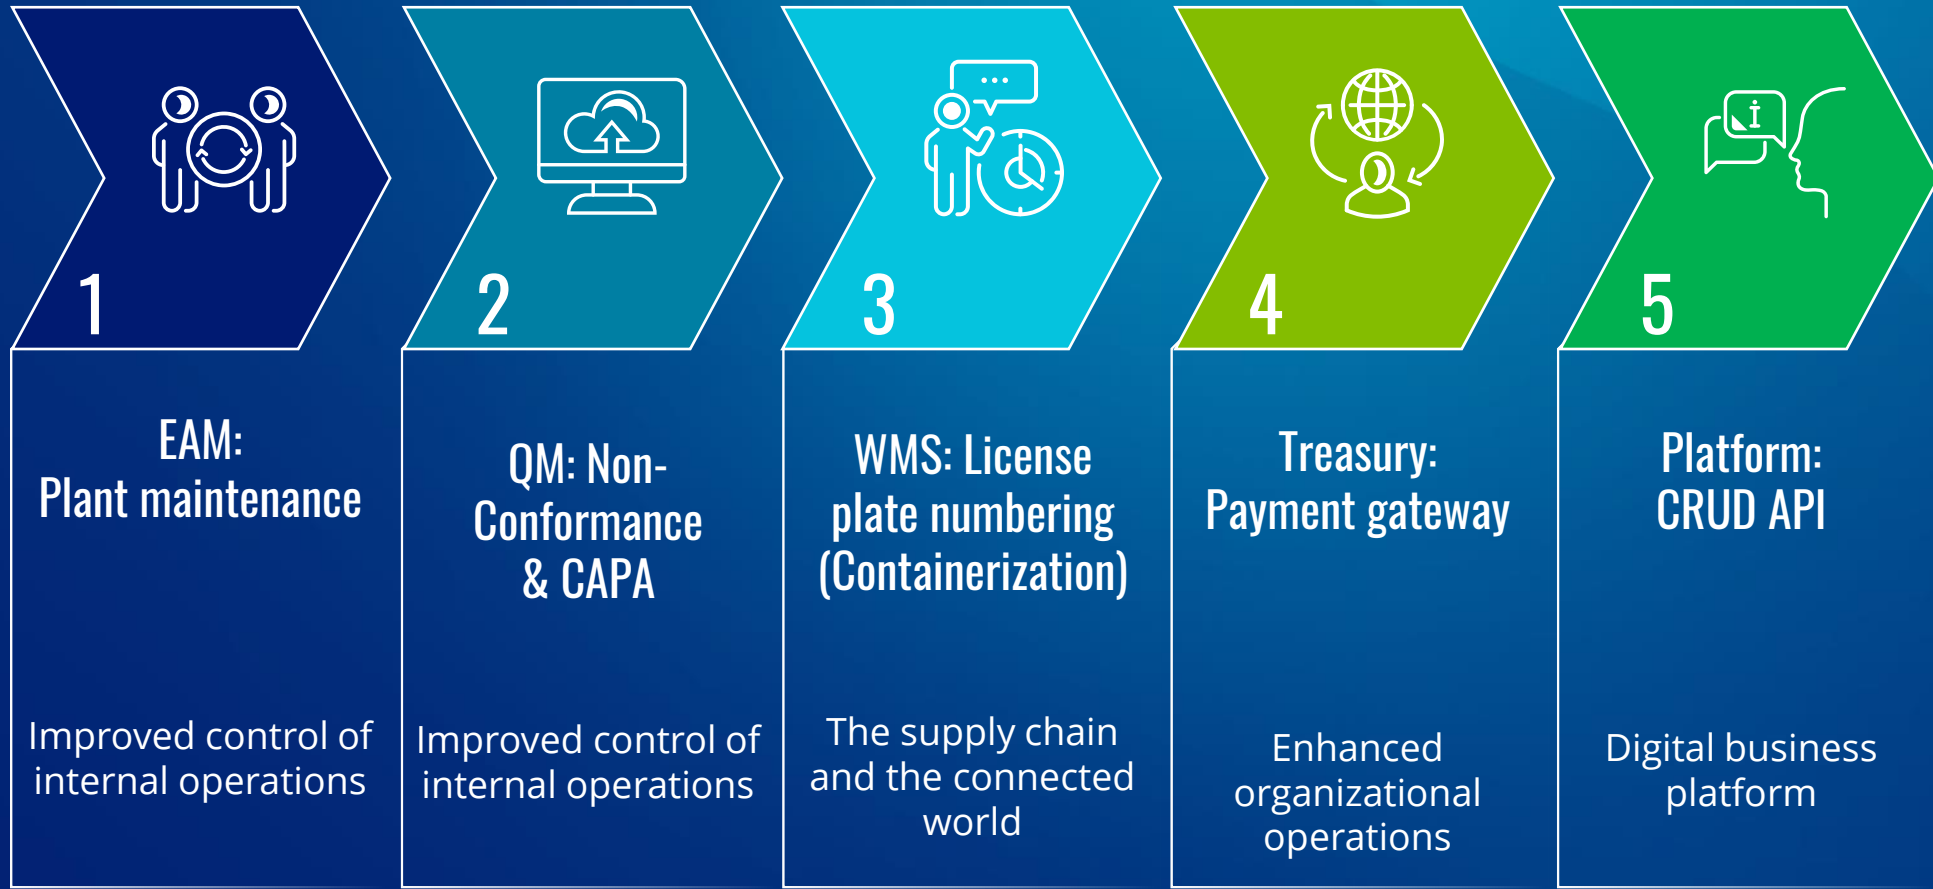 1
EAM:
Plant maintenance
Improved control of
internal operations
2
QM: Non-
Conformance
& CAPA
Improved control of
internal operations
...
3
WMS: License
plate numbering
(Containerization)
The supply chain
and the connected
world
4
Treasury:
Payment gateway
Enhanced
organizational
operations
i
5
Platform:
CRUD API
Digital business
platform